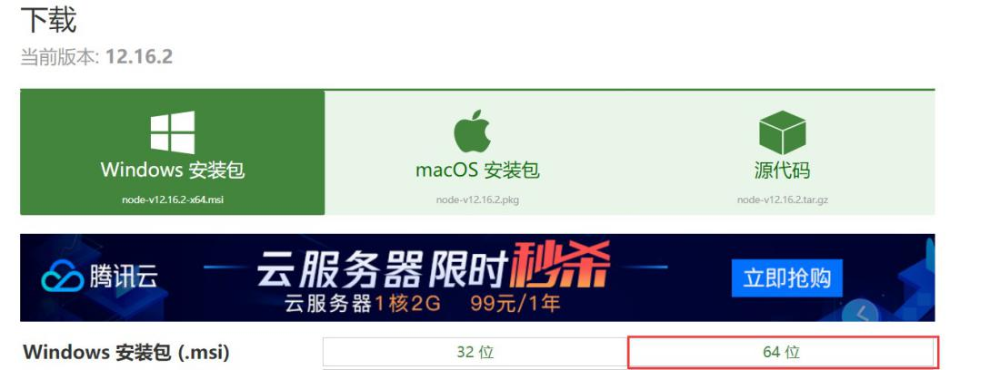 下载
当前版本: 12.16.2
Windows 安装包
node-v12.16.2-x64.msi
macOS 安装包
node-v12.16.2.pkg
源代码
node-v12.16.2.tar.gz
腾讯云
云服务器限时秒杀
云服务器1核2G 99元/1年
立即抢购
Windows 安装包 (.msi)
32 位
64 位